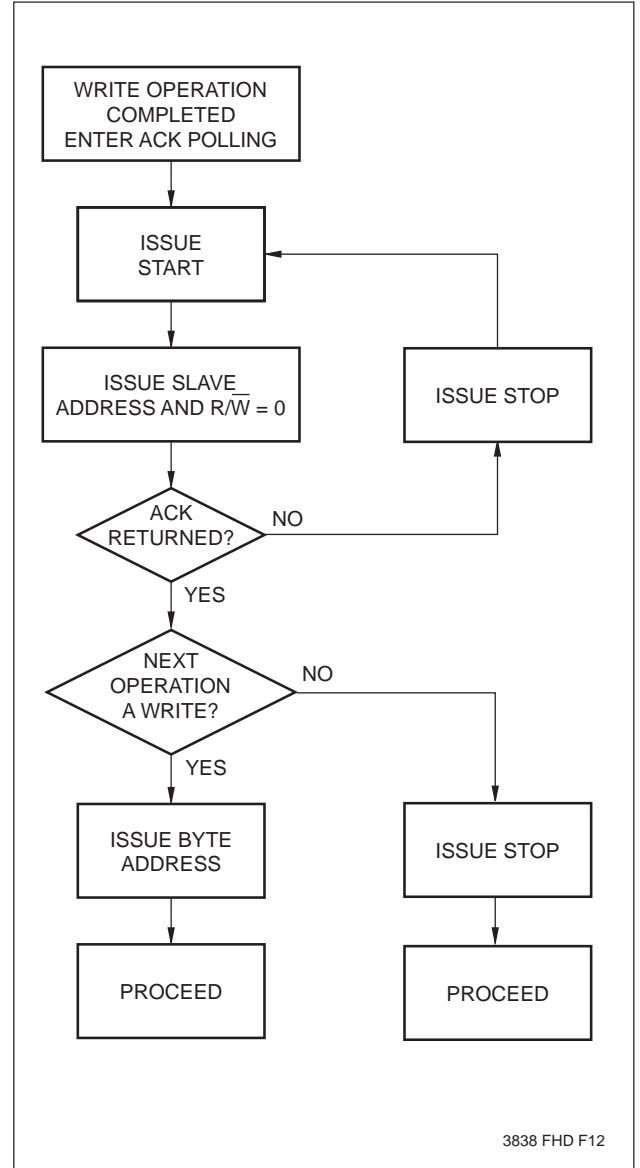 WRITE OPERATION
COMPLETED
ENTER ACK POLLING
ISSUE
START
ISSUE SLAVE
ADDRESS AND R/W̅ = 0
ISSUE STOP
ACK
RETURNED?
NO
YES
NEXT
OPERATION
A WRITE?
NO
YES
ISSUE BYTE
ADDRESS
ISSUE STOP
PROCEED
PROCEED
3838 FHD F12